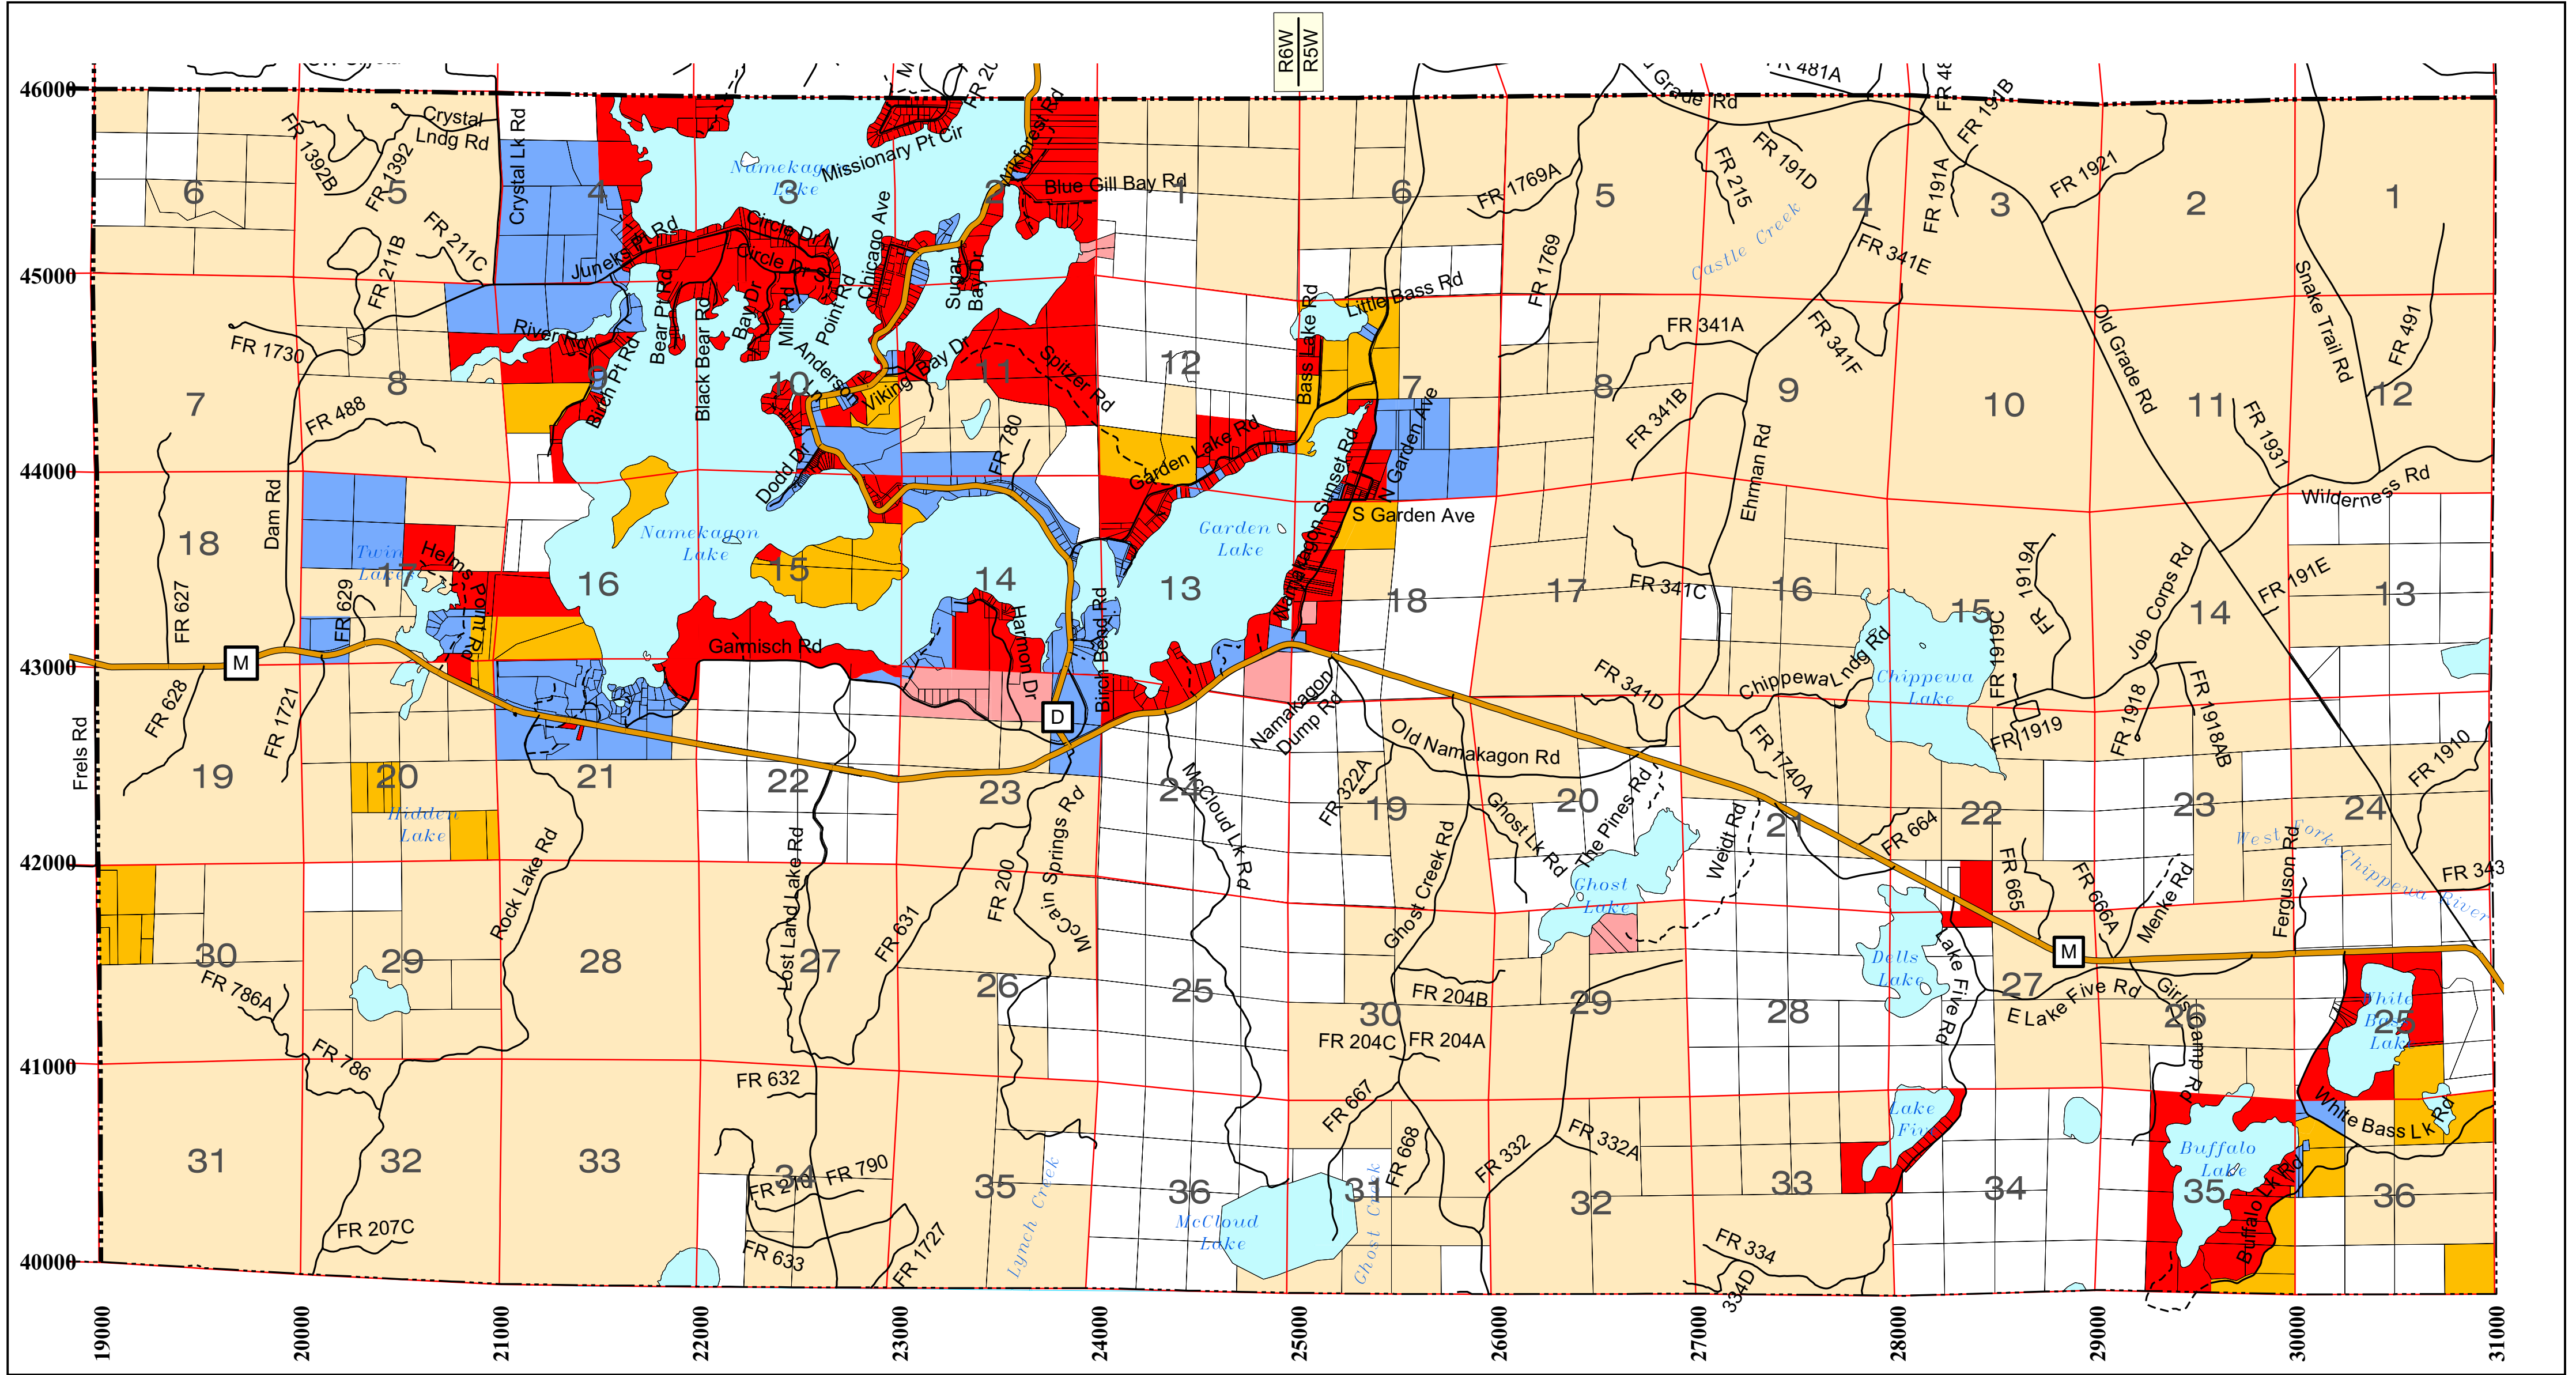 R6W
R5W
46000
45000
44000
43000
42000
41000
40000
19000
20000
21000
22000
23000
24000
25000
26000
27000
28000
29000
30000
31000
FR 481A
Grade Rd
FR 191B
FR 1392B
FR 1392
Crystal
Lndg Rd
Crystal Lk Rd
Namekagon
Lake
Missionary Pt Cir
Wikforest Rd
Blue Gill Bay Rd
FR 1769A
FR 215
FR 191D
FR 191A
FR 1921
6
5
4
3
2
1
6
5
4
3
2
1
FR 211B
FR 211C
Juneks Pt Rd
Circle Dr N
Circle Dr S
Chicago Ave
Sugar
Bay Dr
Castle Creek
FR 341E
FR 1769
Little Bass Rd
Bass Lake Rd
FR 1730
River Rd
Birch Pt Rd
Bear Pt Rd
Black Bear Rd
Bay Dr
Mill Rd
Point Rd
Anderson
Viking Bay Dr
Spitzer Rd
FR 341A
FR 341F
Old Grade Rd
Snake Trail Rd
FR 491
7
8
9
10
11
12
7
8
9
10
11
12
FR 488
FR 780
Garden Lake Rd
N Garden Ave
S Garden Ave
Namakagon Sunset Rd
FR 341B
Ehrman Rd
FR 1931
Wilderness Rd
Dodd Dr
Dam Rd
Twin
Lakes
Helms Point Rd
Namekagon
Lake
Garden
Lake
18
17
16
15
14
13
18
17
16
15
14
13
FR 627
FR 629
Garmisch Rd
Harmon Dr
Birch Bend Rd
FR 341C
FR 1919A
FR 1919C
Job Corps Rd
FR 191E
Chippewa Lndg Rd
Chippewa
Lake
M
D
Frels Rd
FR 628
FR 1721
Namakagon
Dump Rd
Old Namakagon Rd
FR 341D
FR 1740A
FR 1919
FR 1918
FR 1918AB
FR 1910
19
20
21
22
23
24
19
20
21
22
23
24
Hidden
Lake
Rock Lake Rd
Lost Land Lake Rd
McCain Springs Rd
McCloud Lk Rd
FR 322A
Ghost Creek Rd
Ghost Lk Rd
The Pines Rd
Weidt Rd
Ghost
Lake
FR 664
FR 665
FR 666A
Menke Rd
Ferguson Rd
West Fork Chippewa River
FR 343
FR 200
FR 631
30
29
28
27
26
25
30
29
28
27
26
25
FR 786A
FR 786
FR 204B
FR 204C
FR 204A
Dells
Lake
Lake Five Rd
E Lake Five Rd
M
Girls Camp Rd
White
Bass
Lake
FR 632
FR 667
FR 668
FR 332
FR 332A
White Bass Lk Rd
Buffalo
Lake
Buffalo Lk Rd
31
32
33
34
35
36
31
32
33
34
35
36
FR 207C
FR 790
FR 633
FR 1727
Lynch Creek
McCloud
Lake
Ghost Creek
FR 334
334D